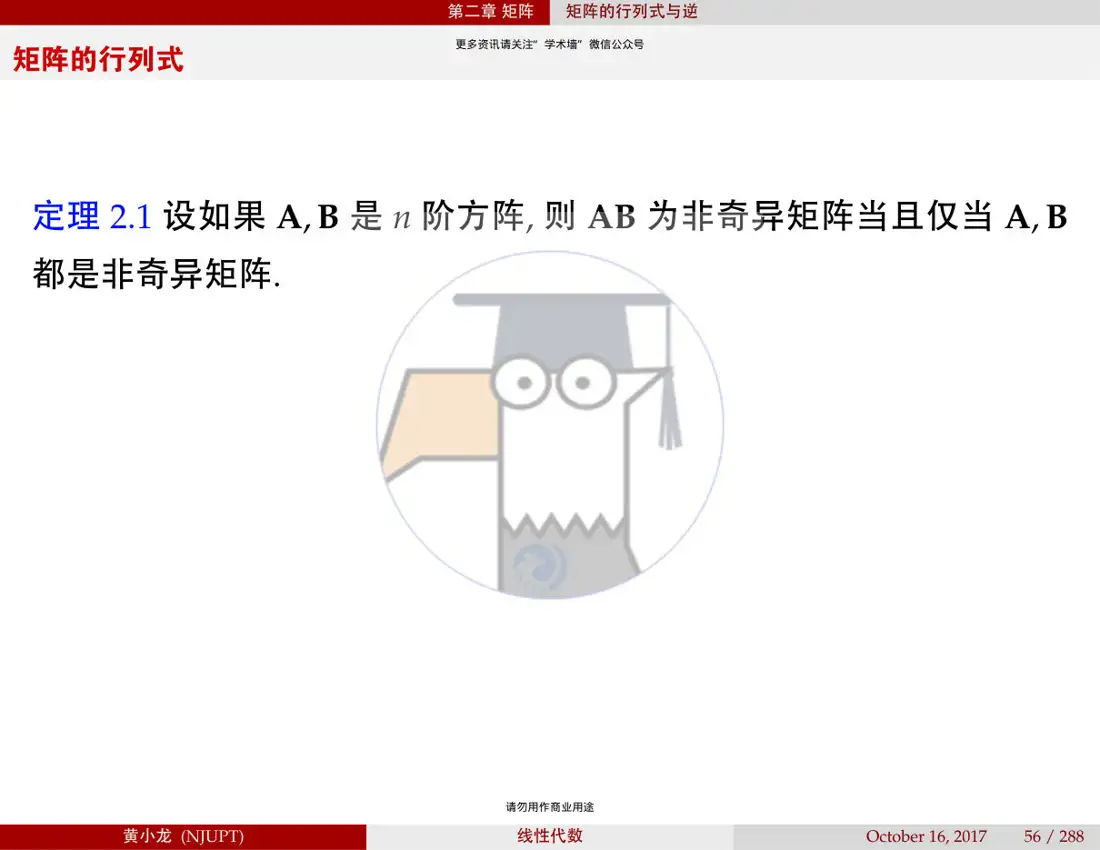 第二章 矩阵 矩阵的行列式与逆
矩阵的行列式
更多资讯请关注“学术墙”微信公众号
定理 2.1 设如果 A, B 是 n 阶方阵, 则 AB 为非奇异矩阵当且仅当 A, B
都是非奇异矩阵.
请勿用作商业用途
黄小龙 (NJUPT) 线性代数 October 16, 2017 56 / 288